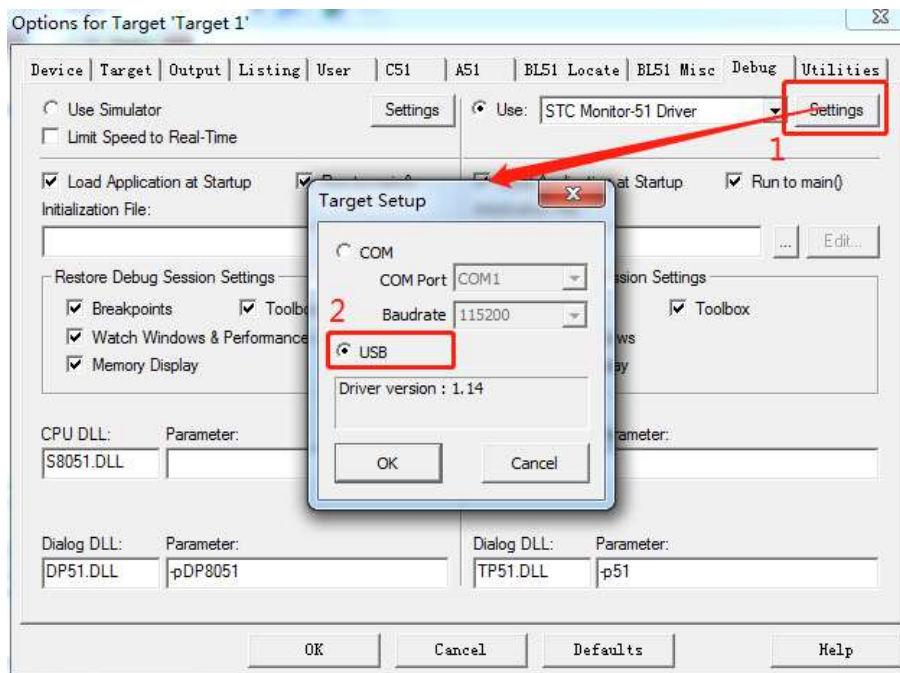 Options for Target 'Target 1'
Device Target Output Listing User C51 A51 BL51 Locate BL51 Misc Debug Utilities
Use Simulator Settings Use: STC Monitor-51 Driver Settings
Limit Speed to Real-Time
1
Load Application at Startup at Startup Run to main()
Initialization File:
... Edit...
Target Setup
COM
COM Port COM1
Baudrate 115200
2
USB
Driver version : 1.14
OK Cancel
Restore Debug Session Settings ssion Settings
Breakpoints Toolbo Toolbox
Watch Windows & Performance ws
Memory Display ay
CPU DLL: Parameter: ameter:
S8051.DLL
Dialog DLL: Parameter: Dialog DLL: Parameter:
DP51.DLL -pDP8051 TP51.DLL -p51
OK Cancel Defaults Help